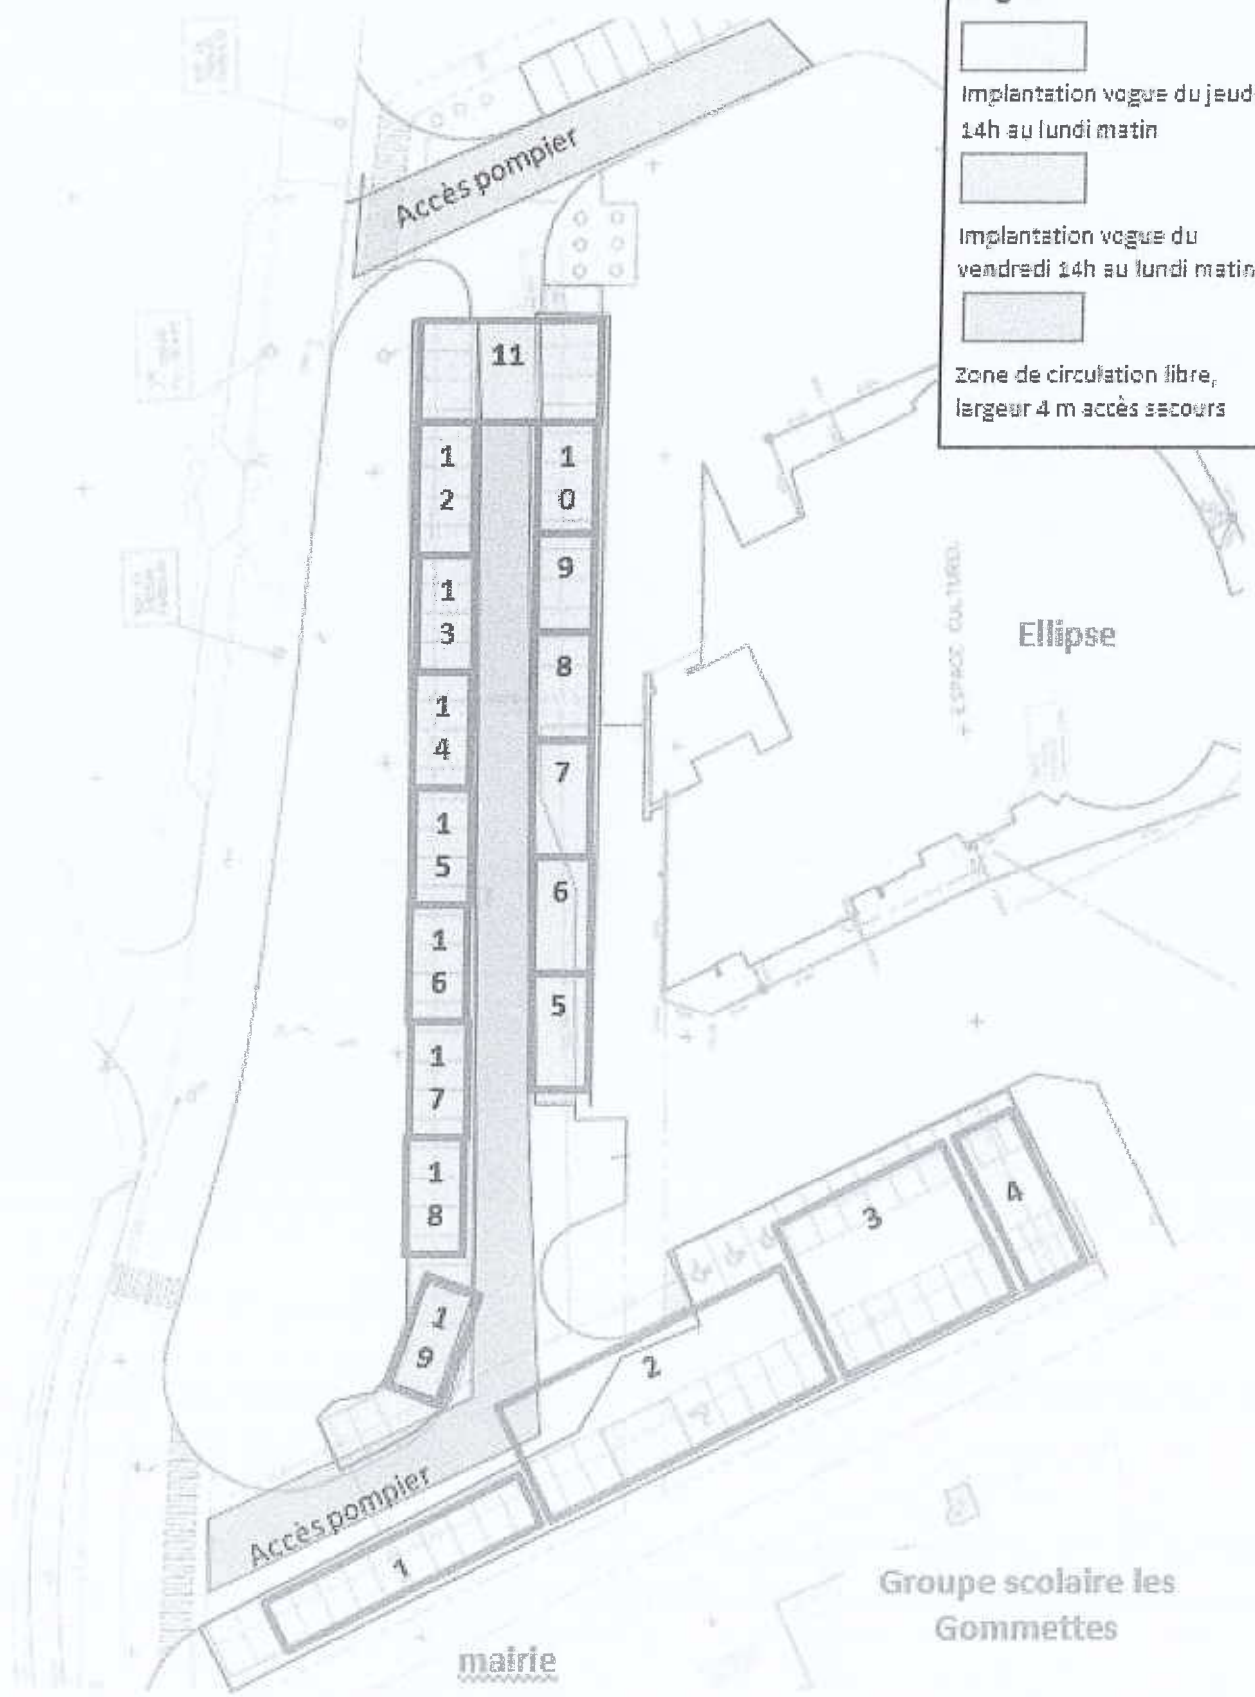 Implantation vogue du jeud
14h au lundi matin
Implantation vogue du
vendredi 14h au lundi matin
Zone de circulation libre,
largeur 4 m accès secours
Accès pompier
11
1
2
1
0
1
3
9
1
4
8
1
5
7
1
6
6
1
7
5
1
8
1
9
ESPACE CULTUREL
Ellipse
4
3
2
Accès pompier
1
Groupe scolaire les
Gommettes
mairie